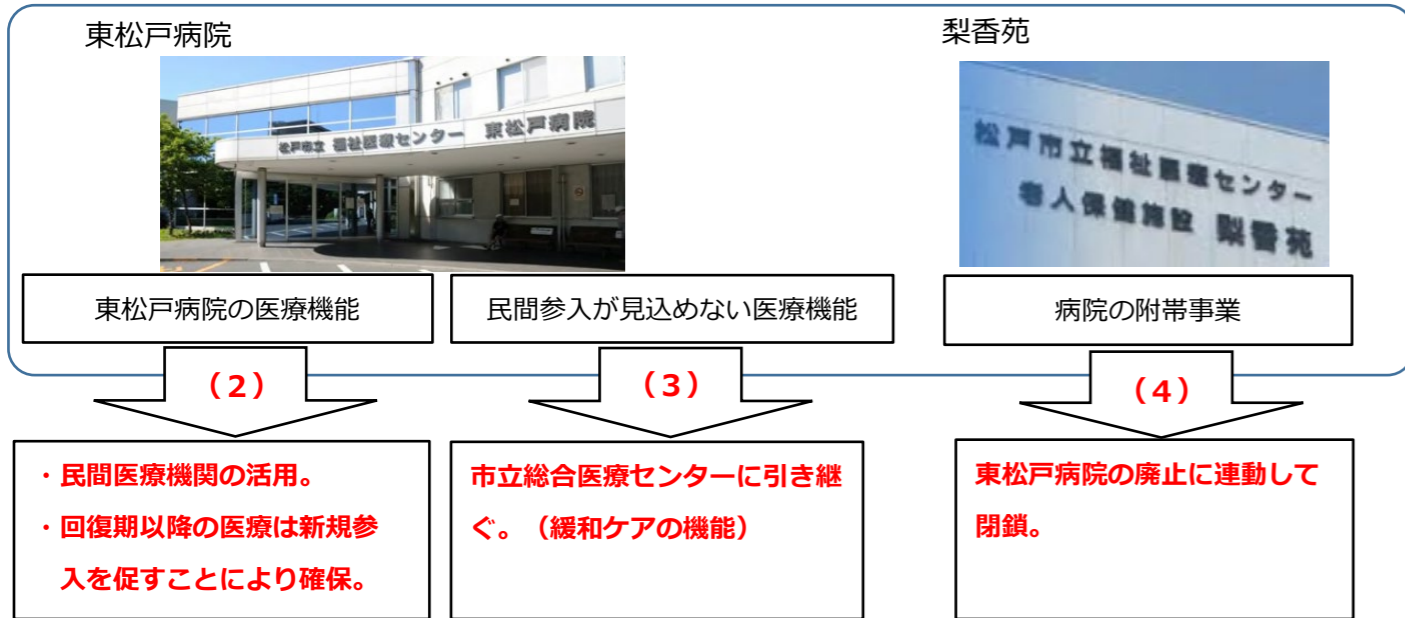 東松戸病院
梨香苑
松戸市立 福祉医療センター 東松戸病院
松戸市立福祉医療センター
老人保健施設 梨香苑
東松戸病院の医療機能
民間参入が見込めない医療機能
病院の附帯事業
（２）
（３）
（４）
・民間医療機関の活用。
・回復期以降の医療は新規参
入を促すことにより確保。
市立総合医療センターに引き継
ぐ。（緩和ケアの機能）
東松戸病院の廃止に連動して
閉鎖。